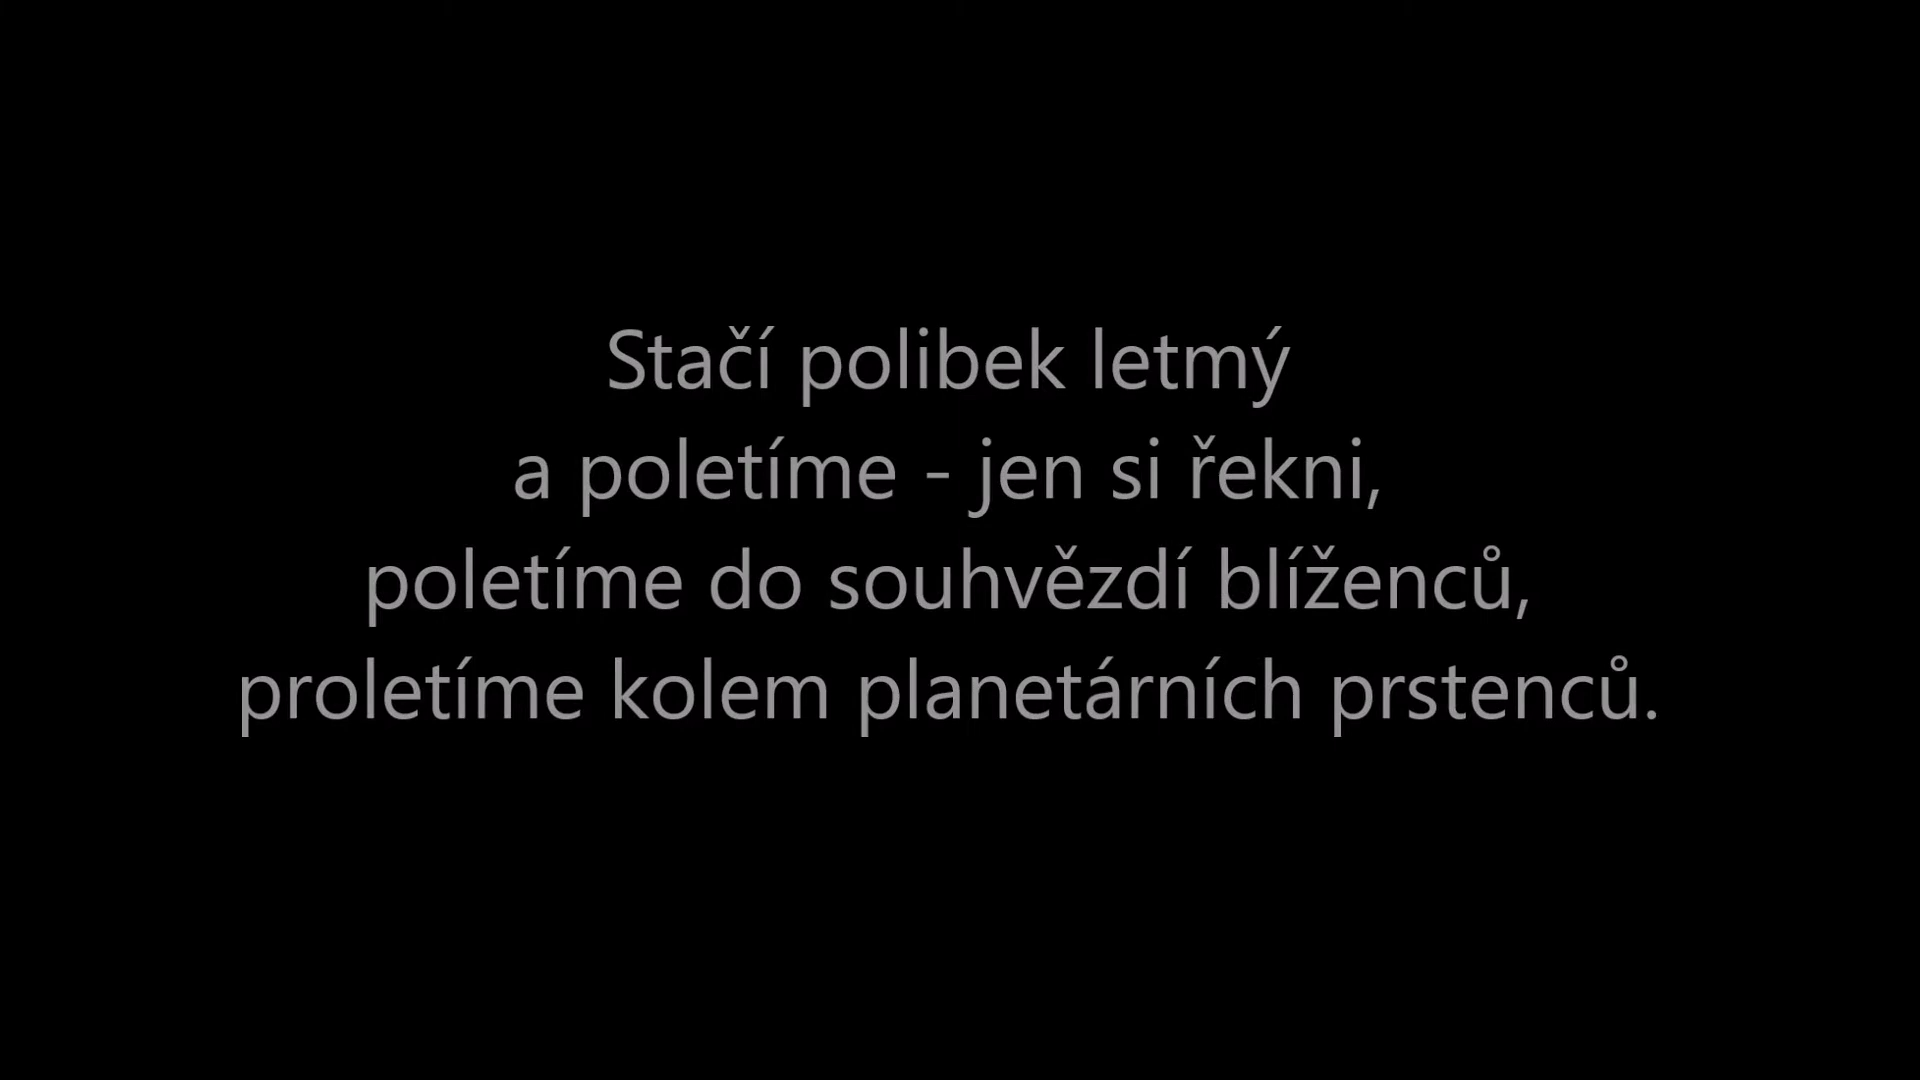 Stačí polibek letmý
a poletíme - jen si řekni,
poletíme do souhvězdí blíženců,
proletíme kolem planetárních prstenců.